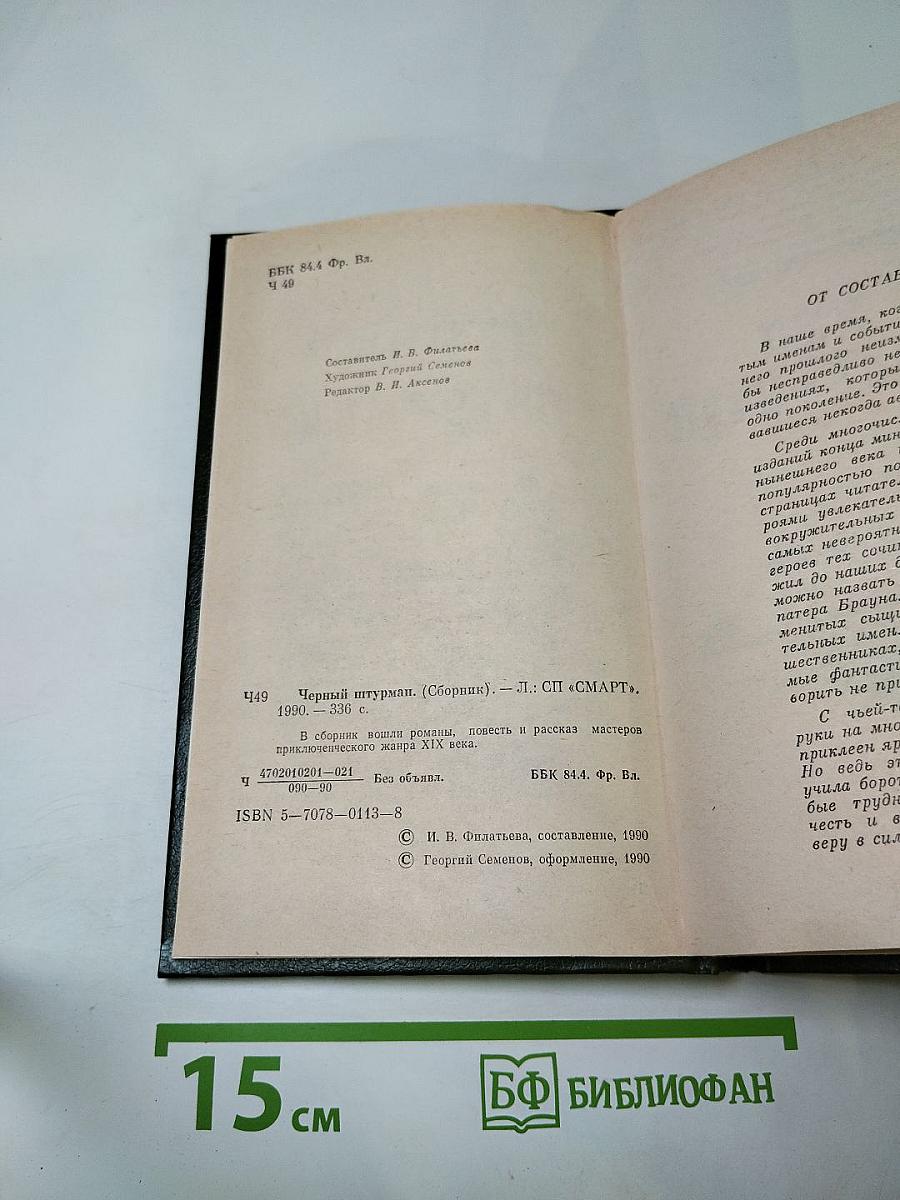 ББК 84.4 Фр. Вл.
Ч 49
Составитель И. В. Филатьева
Художник Георгий Семенов
Редактор В. И. Аксенов
Ч49 Черный штурман. (Сборник). — Л.: СП «СМАРТ».
1990. — 336 с.
В сборник вошли романы, повесть и рассказ мастеров
приключенческого жанра XIX века.
Ч 4702010201—021
090—90
Без объявл. ББК 84.4. Фр. Вл.
ISBN 5—7078—0113—8
© И. В. Филатьева, составление, 1990
© Георгий Семенов, оформление, 1990
ОТ СОСТАВ
В наше время, ког
тым именам и событи
него прошлого неизм
бы несправедливо не
изведениях, которы
одно поколение. Это
вавшиеся некогда ав
Среди многочисл
изданий конца мин
нынешнего века
популярностью по
страницах читател
роями увлекатель
вокружительных
самых невероятн
героев тех сочин
жил до наших д
можно назвать
патера Брауна
менитых сыщи
тельных имен
шественниках,
мые фантасти
ворить не при
С чьей-то
руки на мно
приклеен яр
Но ведь эт
учила борот
бые трудн
честь и в
веру в сил
15 см
БФ БИБЛИОФАН